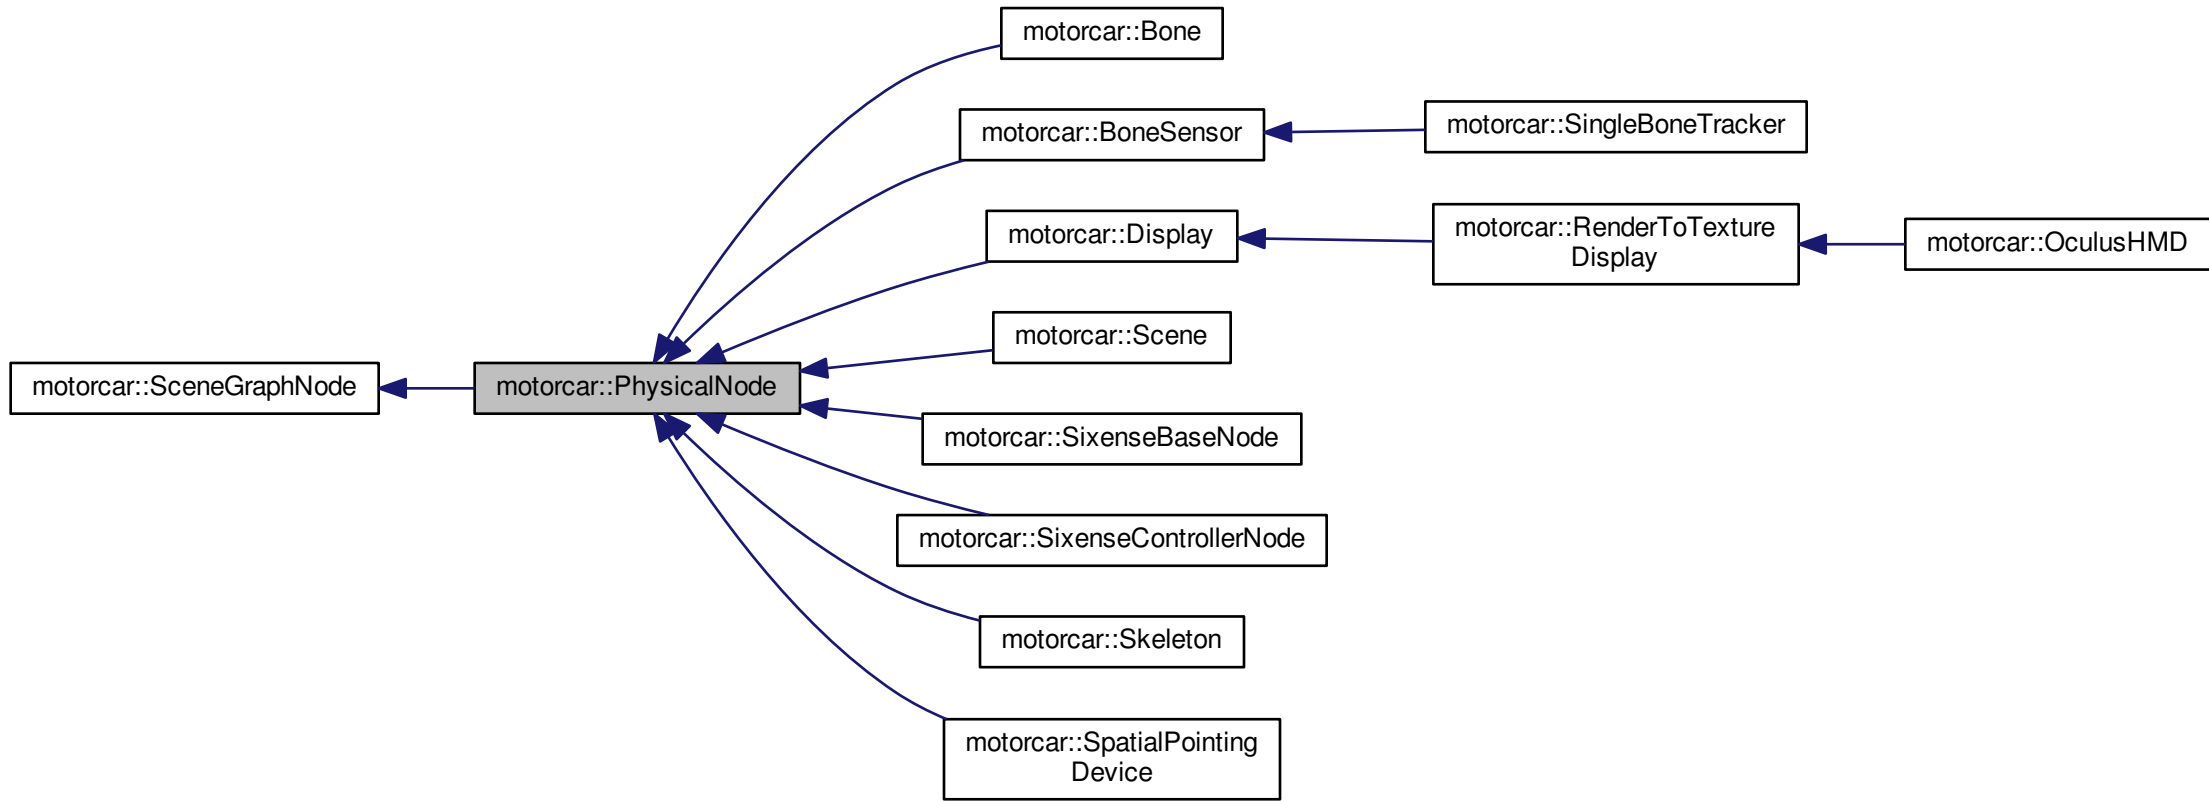 motorcar::Bone
motorcar::BoneSensor
motorcar::SingleBoneTracker
motorcar::Display
motorcar::RenderToTexture
Display
motorcar::OculusHMD
motorcar::Scene
motorcar::SceneGraphNode
motorcar::PhysicalNode
motorcar::SixenseBaseNode
motorcar::SixenseControllerNode
motorcar::Skeleton
motorcar::SpatialPointing
Device